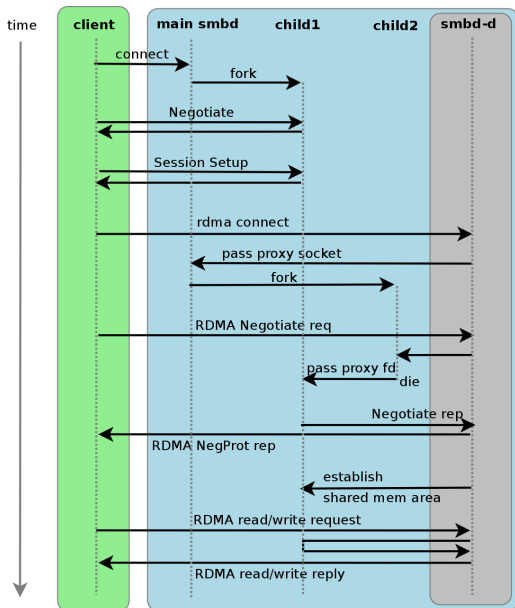 time
client
main smbd
child1
child2
smbd-d
connect
fork
Negotiate
Session Setup
rdma connect
pass proxy socket
fork
RDMA Negotiate req
pass proxy fd
die
Negotiate rep
RDMA NegProt rep
establish
shared mem area
RDMA read/write request
RDMA read/write reply